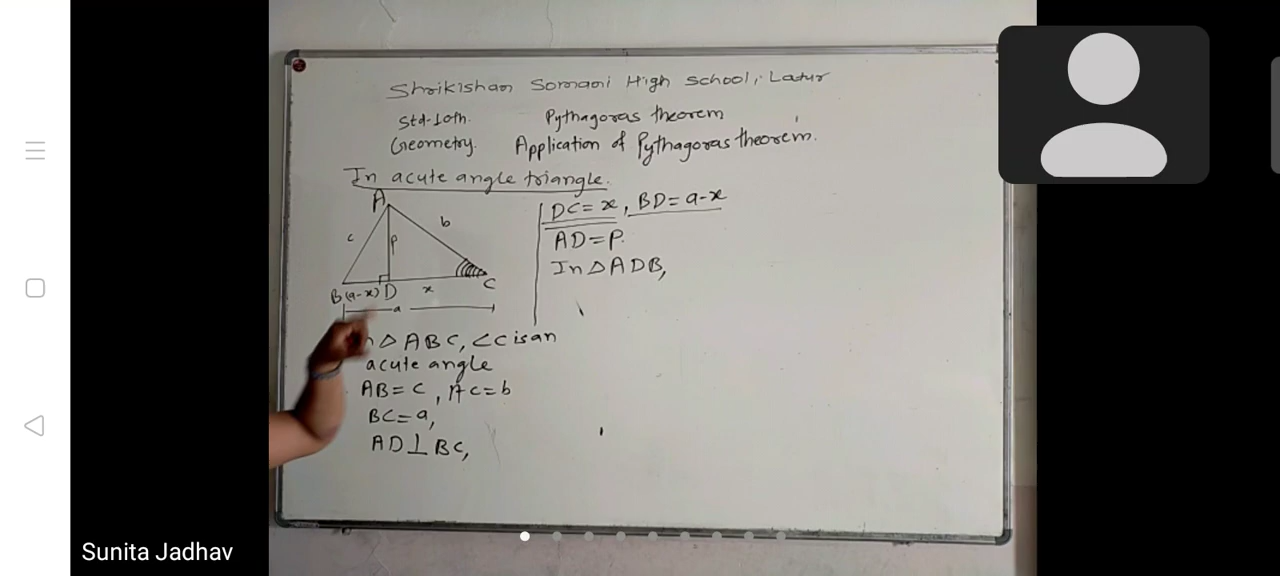 Shrikishan Somani High School, Latur
Std-10th.
Pythagoras theorem
Geometry.
Application of Pythagoras theorem.
In acute angle triangle.
A
c
p
b
B (a-x) D
x
C
a
△ ABC, <C is an
acute angle
AB = c , AC = b
BC = a,
AD ⊥ BC,
DC = x , BD = a-x
AD = P.
In △ ADB,
Sunita Jadhav